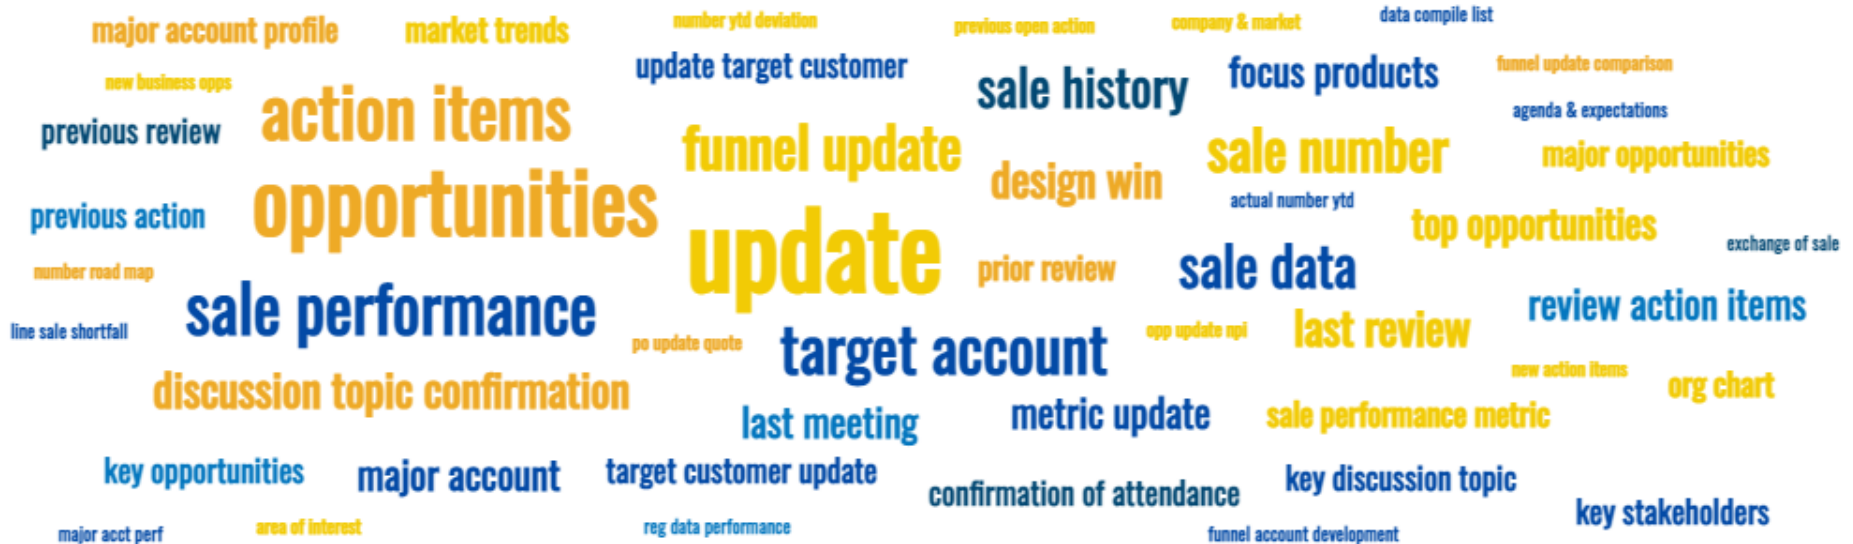 major account profile
market trends
number ytd deviation
previous open action
company & market
data compile list
new business opps
update target customer
sale history
focus products
funnel update comparison
previous review
action items
funnel update
sale number
agenda & expectations
major opportunities
previous action
opportunities
update
design win
actual number ytd
top opportunities
exchange of sale
number road map
sale performance
prior review
sale data
review action items
line sale shortfall
po update quote
target account
opp update npi
last review
new action items
org chart
discussion topic confirmation
last meeting
metric update
sale performance metric
key opportunities
major account
target customer update
confirmation of attendance
key discussion topic
key stakeholders
major acct perf
area of interest
reg data performance
funnel account development